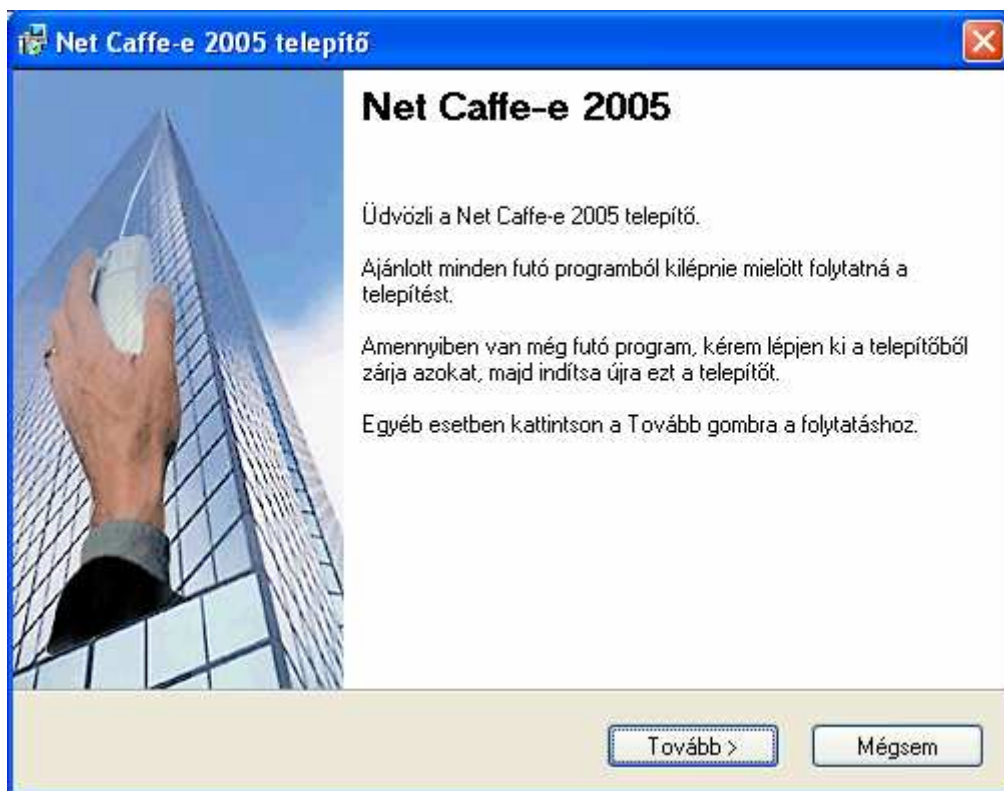 Net Caffe-e 2005 telepítő
Net Caffe-e 2005
Üdvözli a Net Caffe-e 2005 telepítő.
Ajánlott minden futó programból kilépnie mielött folytatná a
telepítést.
Amennyiben van még futó program, kérem lépjen ki a telepítőből
zárja azokat, majd indítsa újra ezt a telepítőt.
Egyéb esetben kattintson a Tovább gombra a folytatáshoz.
Tovább >
Mégsem